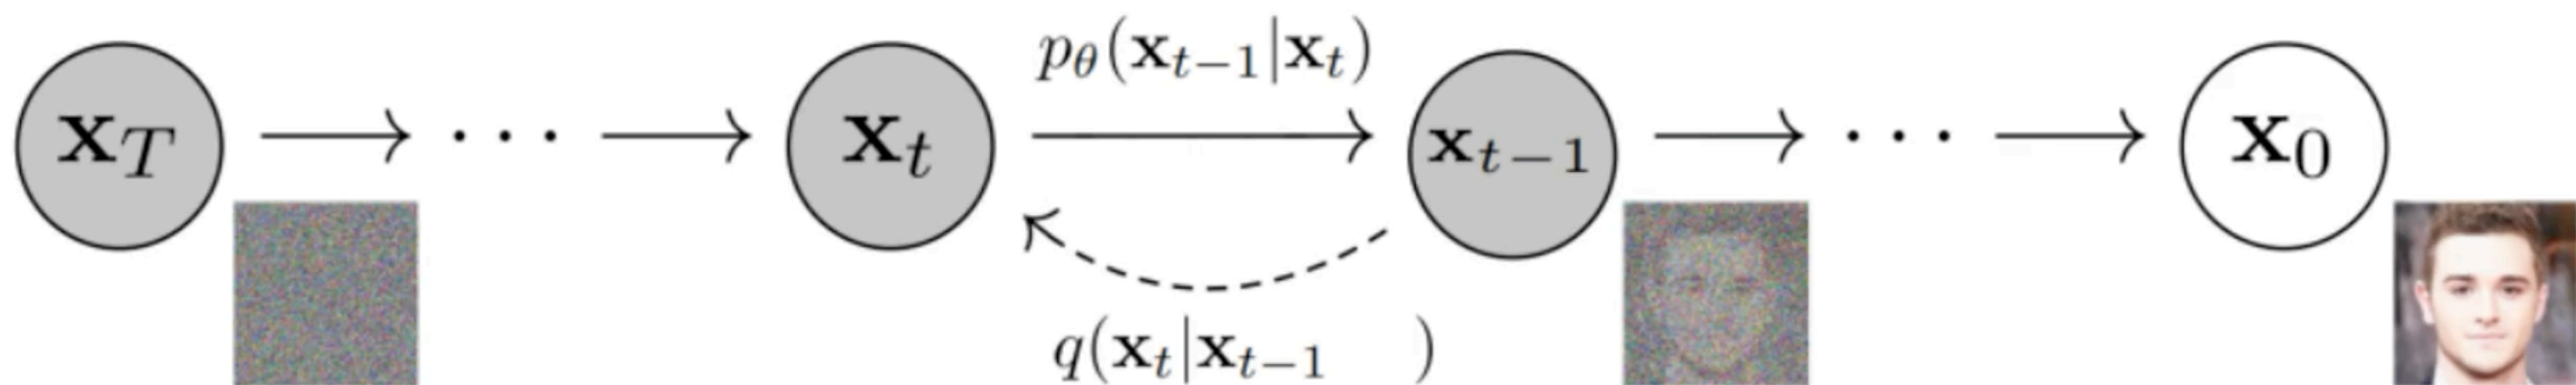 p_θ(x_{t−1}|x_t)
x_T → ··· → x_t → x_{t−1} → ··· → x_0
q(x_t|x_{t−1} )